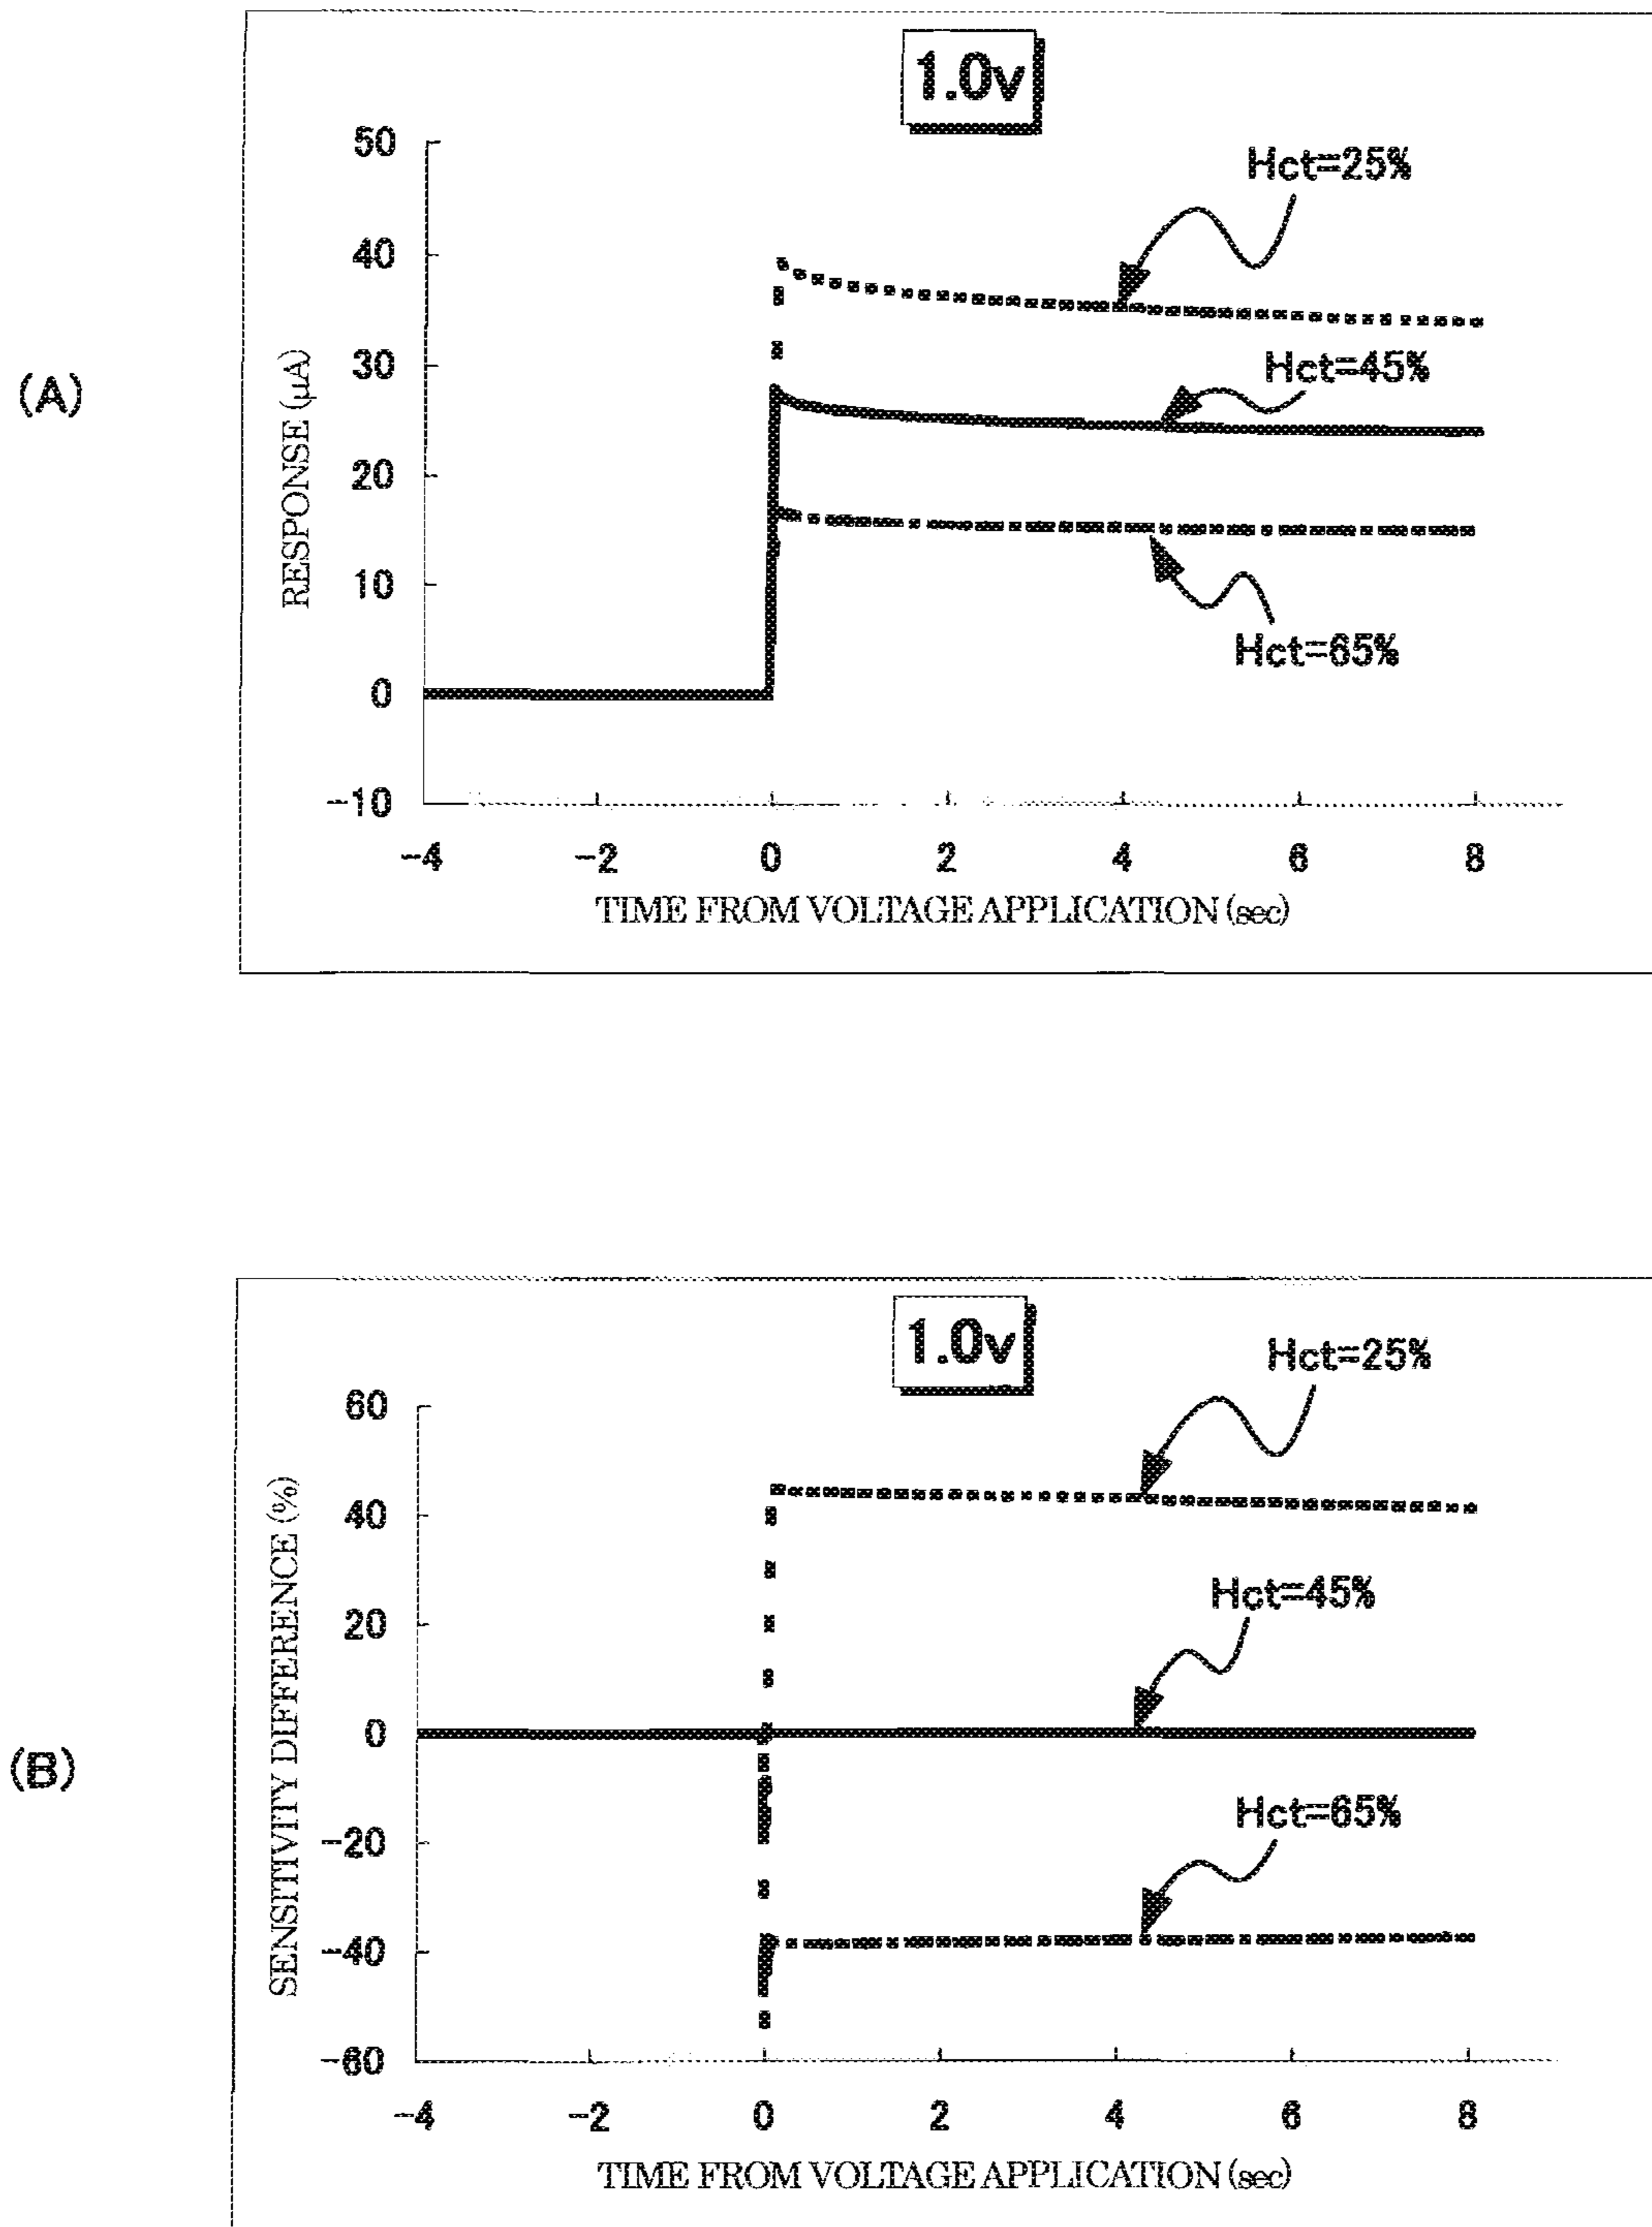 (A)
1.0v
RESPONSE (µA)
50
40
30
20
10
0
−10
Hct=25%
Hct=45%
Hct=65%
−4 −2 0 2 4 6 8
TIME FROM VOLTAGE APPLICATION (sec)
(B)
1.0v
SENSITIVITY DIFFERENCE (%)
60
40
20
0
−20
−40
−60
Hct=25%
Hct=45%
Hct=65%
−4 −2 0 2 4 6 8
TIME FROM VOLTAGE APPLICATION (sec)